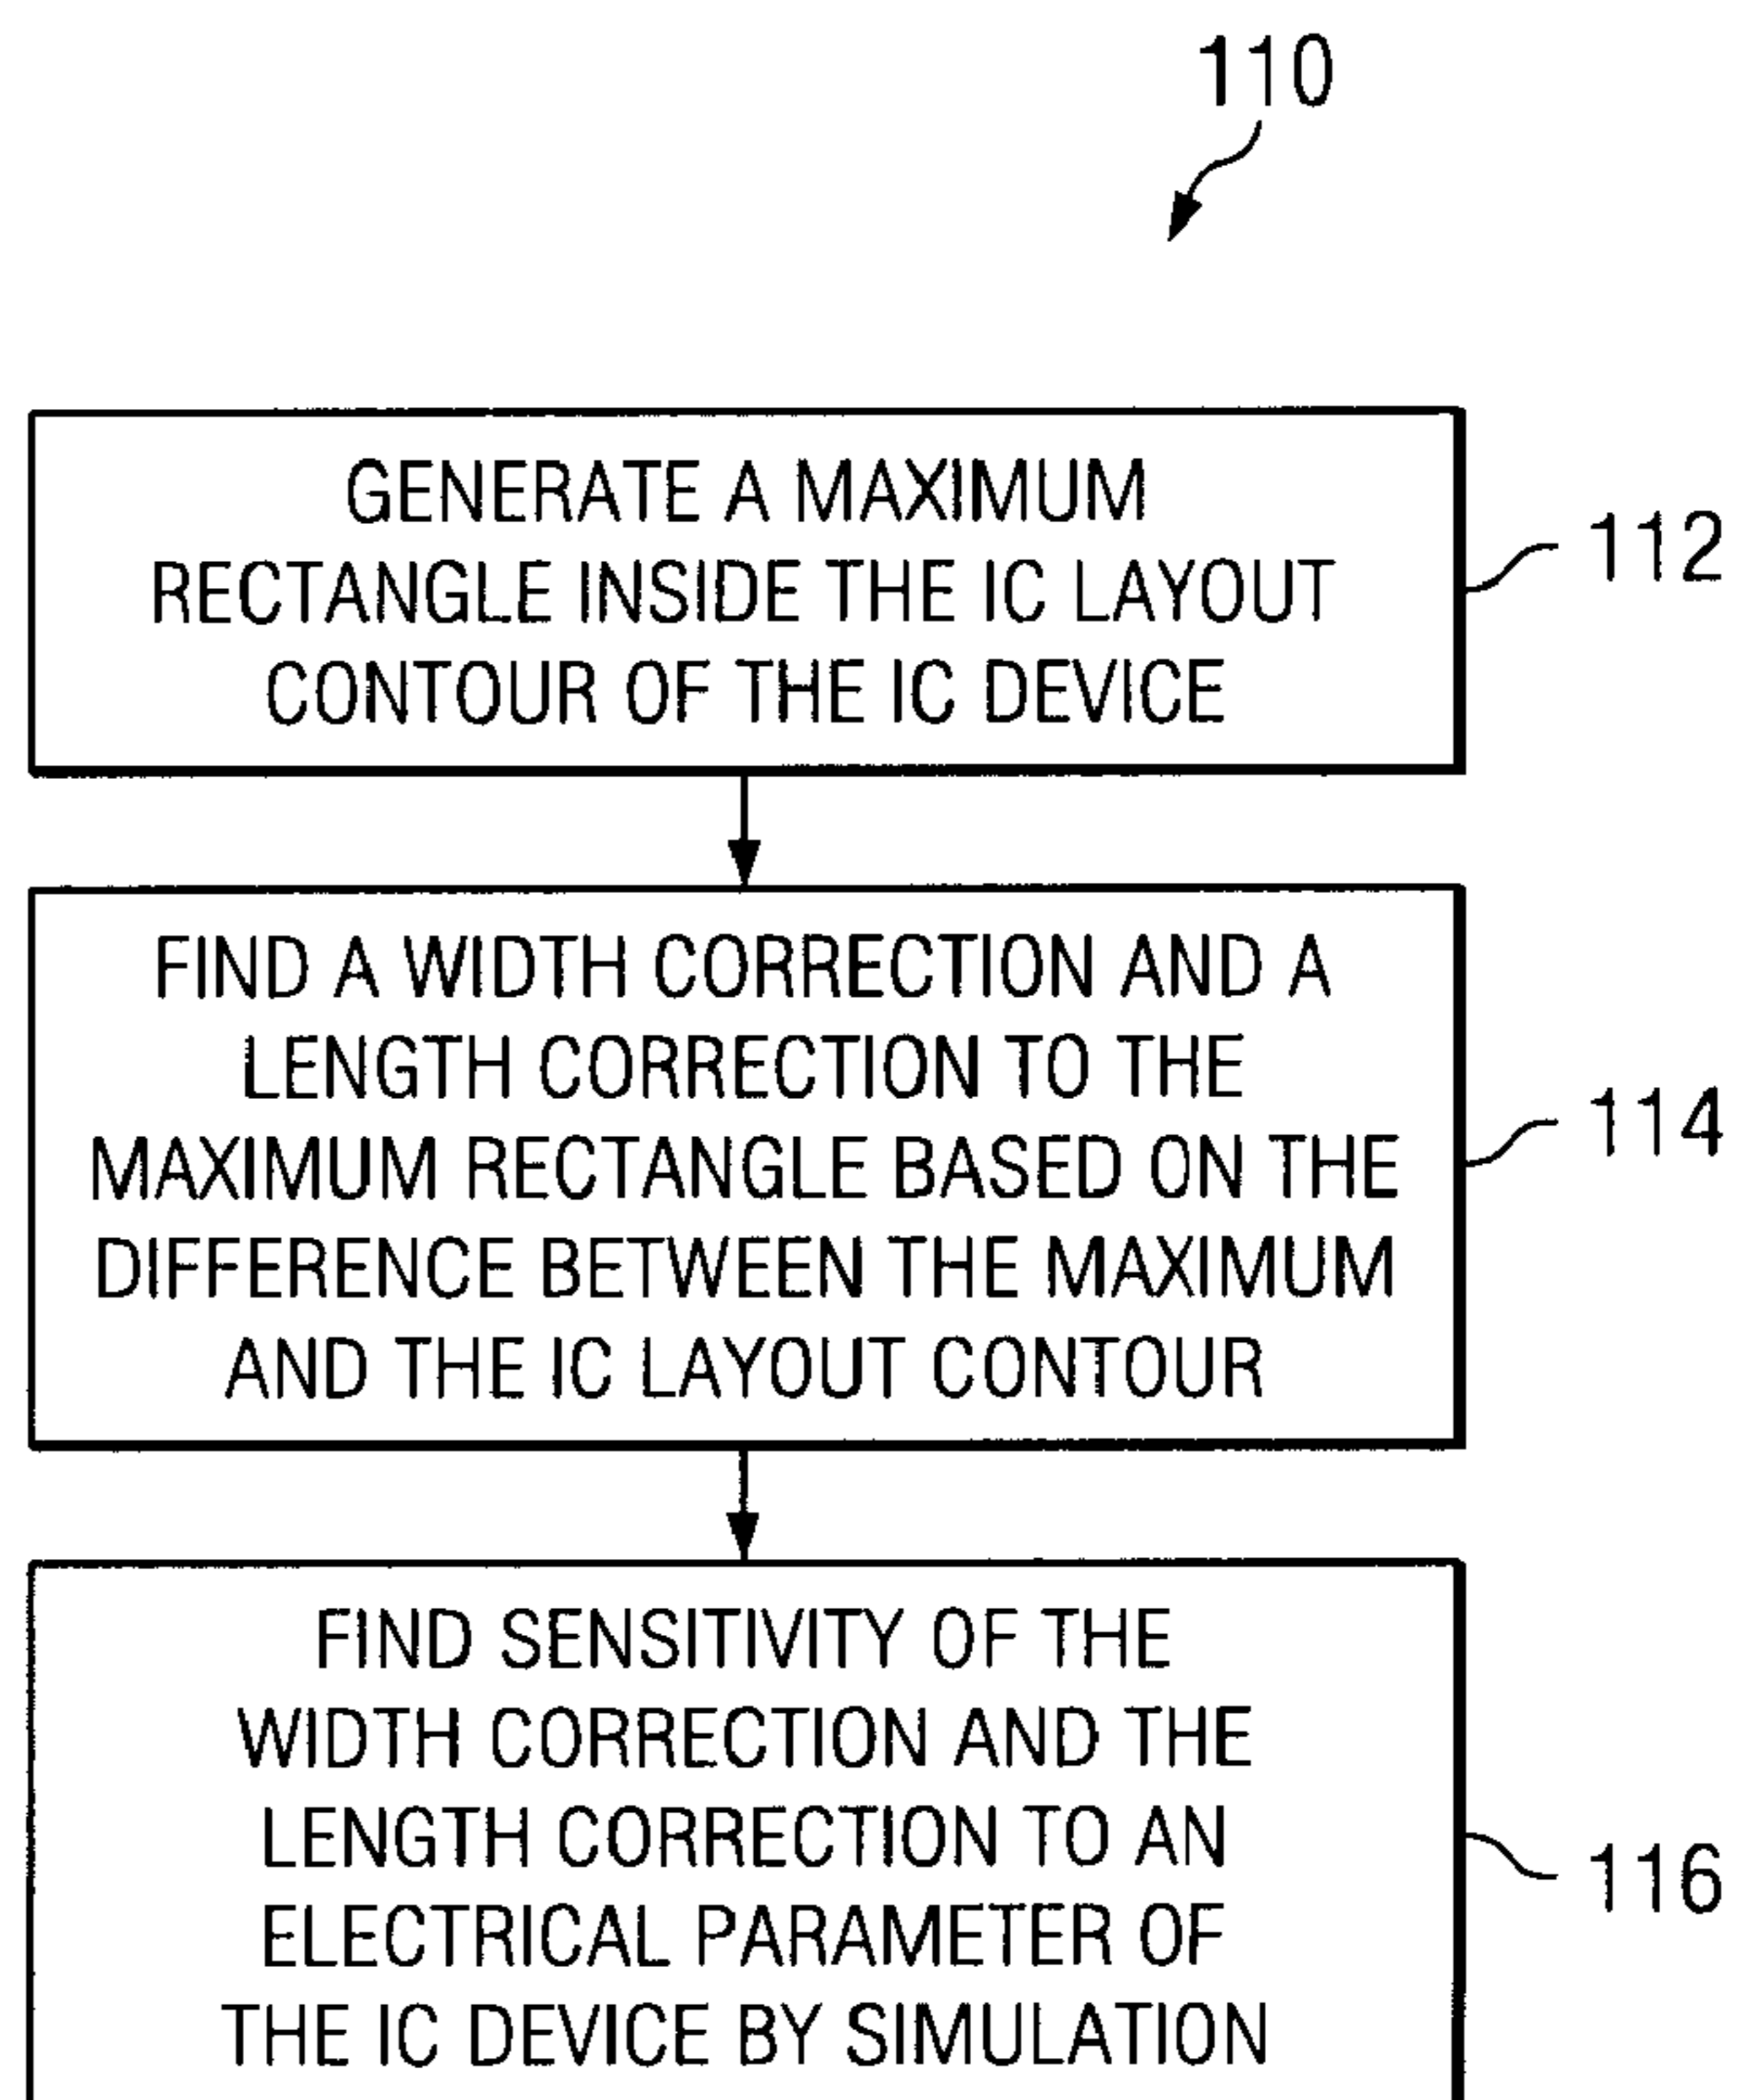 110
GENERATE A MAXIMUM
RECTANGLE INSIDE THE IC LAYOUT
CONTOUR OF THE IC DEVICE
112
FIND A WIDTH CORRECTION AND A
LENGTH CORRECTION TO THE
MAXIMUM RECTANGLE BASED ON THE
DIFFERENCE BETWEEN THE MAXIMUM
AND THE IC LAYOUT CONTOUR
114
FIND SENSITIVITY OF THE
WIDTH CORRECTION AND THE
LENGTH CORRECTION TO AN
ELECTRICAL PARAMETER OF
THE IC DEVICE BY SIMULATION
116